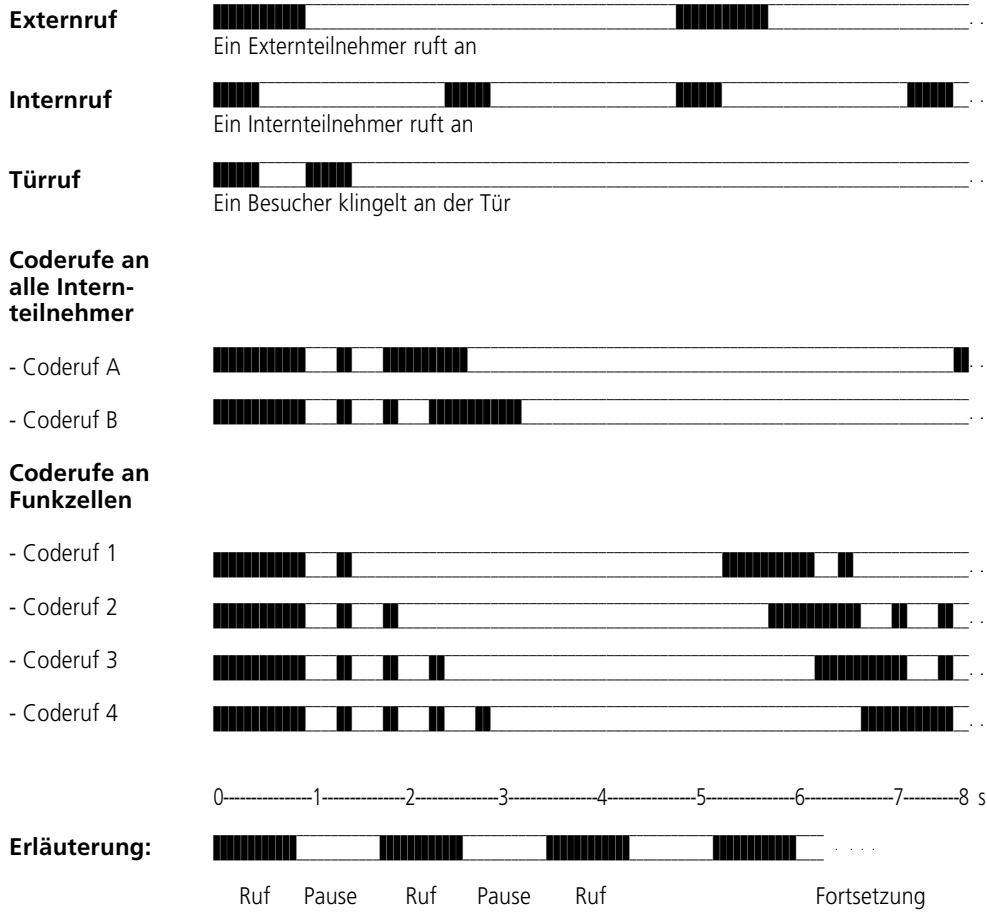 Externruf
. .
Ein Externteilnehmer ruft an
Internruf
. .
Ein Internteilnehmer ruft an
Türruf
. .
Ein Besucher klingelt an der Tür
Coderufe an
alle Intern-
teilnehmer
- Coderuf A
. .
- Coderuf B
. .
Coderufe an
Funkzellen
- Coderuf 1
. .
- Coderuf 2
. .
- Coderuf 3
. .
- Coderuf 4
. .
0----------1----------2----------3----------4----------5----------6----------7-------8 s
Erläuterung:
. . . . .
Ruf Pause Ruf Pause Ruf Fortsetzung